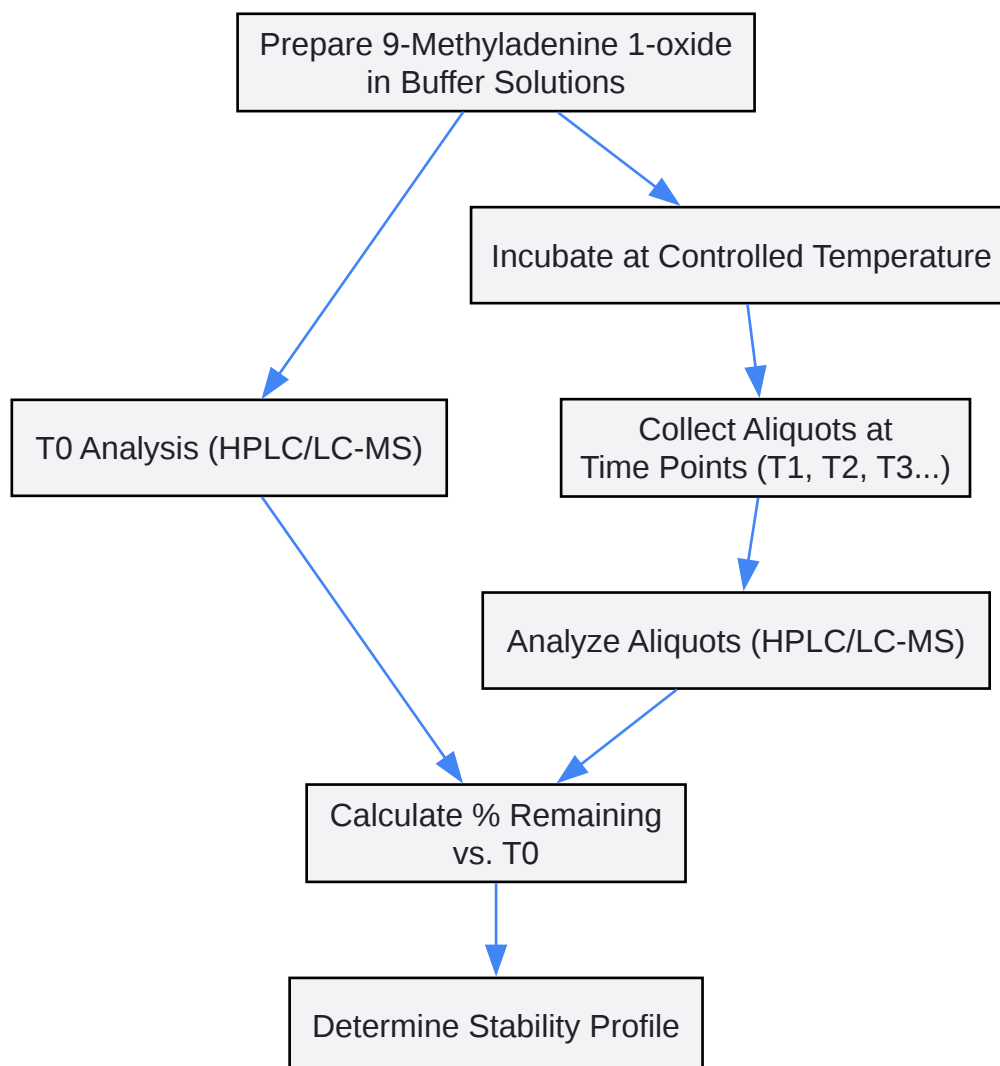 Prepare 9-Methyladenine 1-oxide
in Buffer Solutions
Incubate at Controlled Temperature
T0 Analysis (HPLC/LC-MS)
Collect Aliquots at
Time Points (T1, T2, T3...)
Analyze Aliquots (HPLC/LC-MS)
Calculate % Remaining
vs. T0
Determine Stability Profile